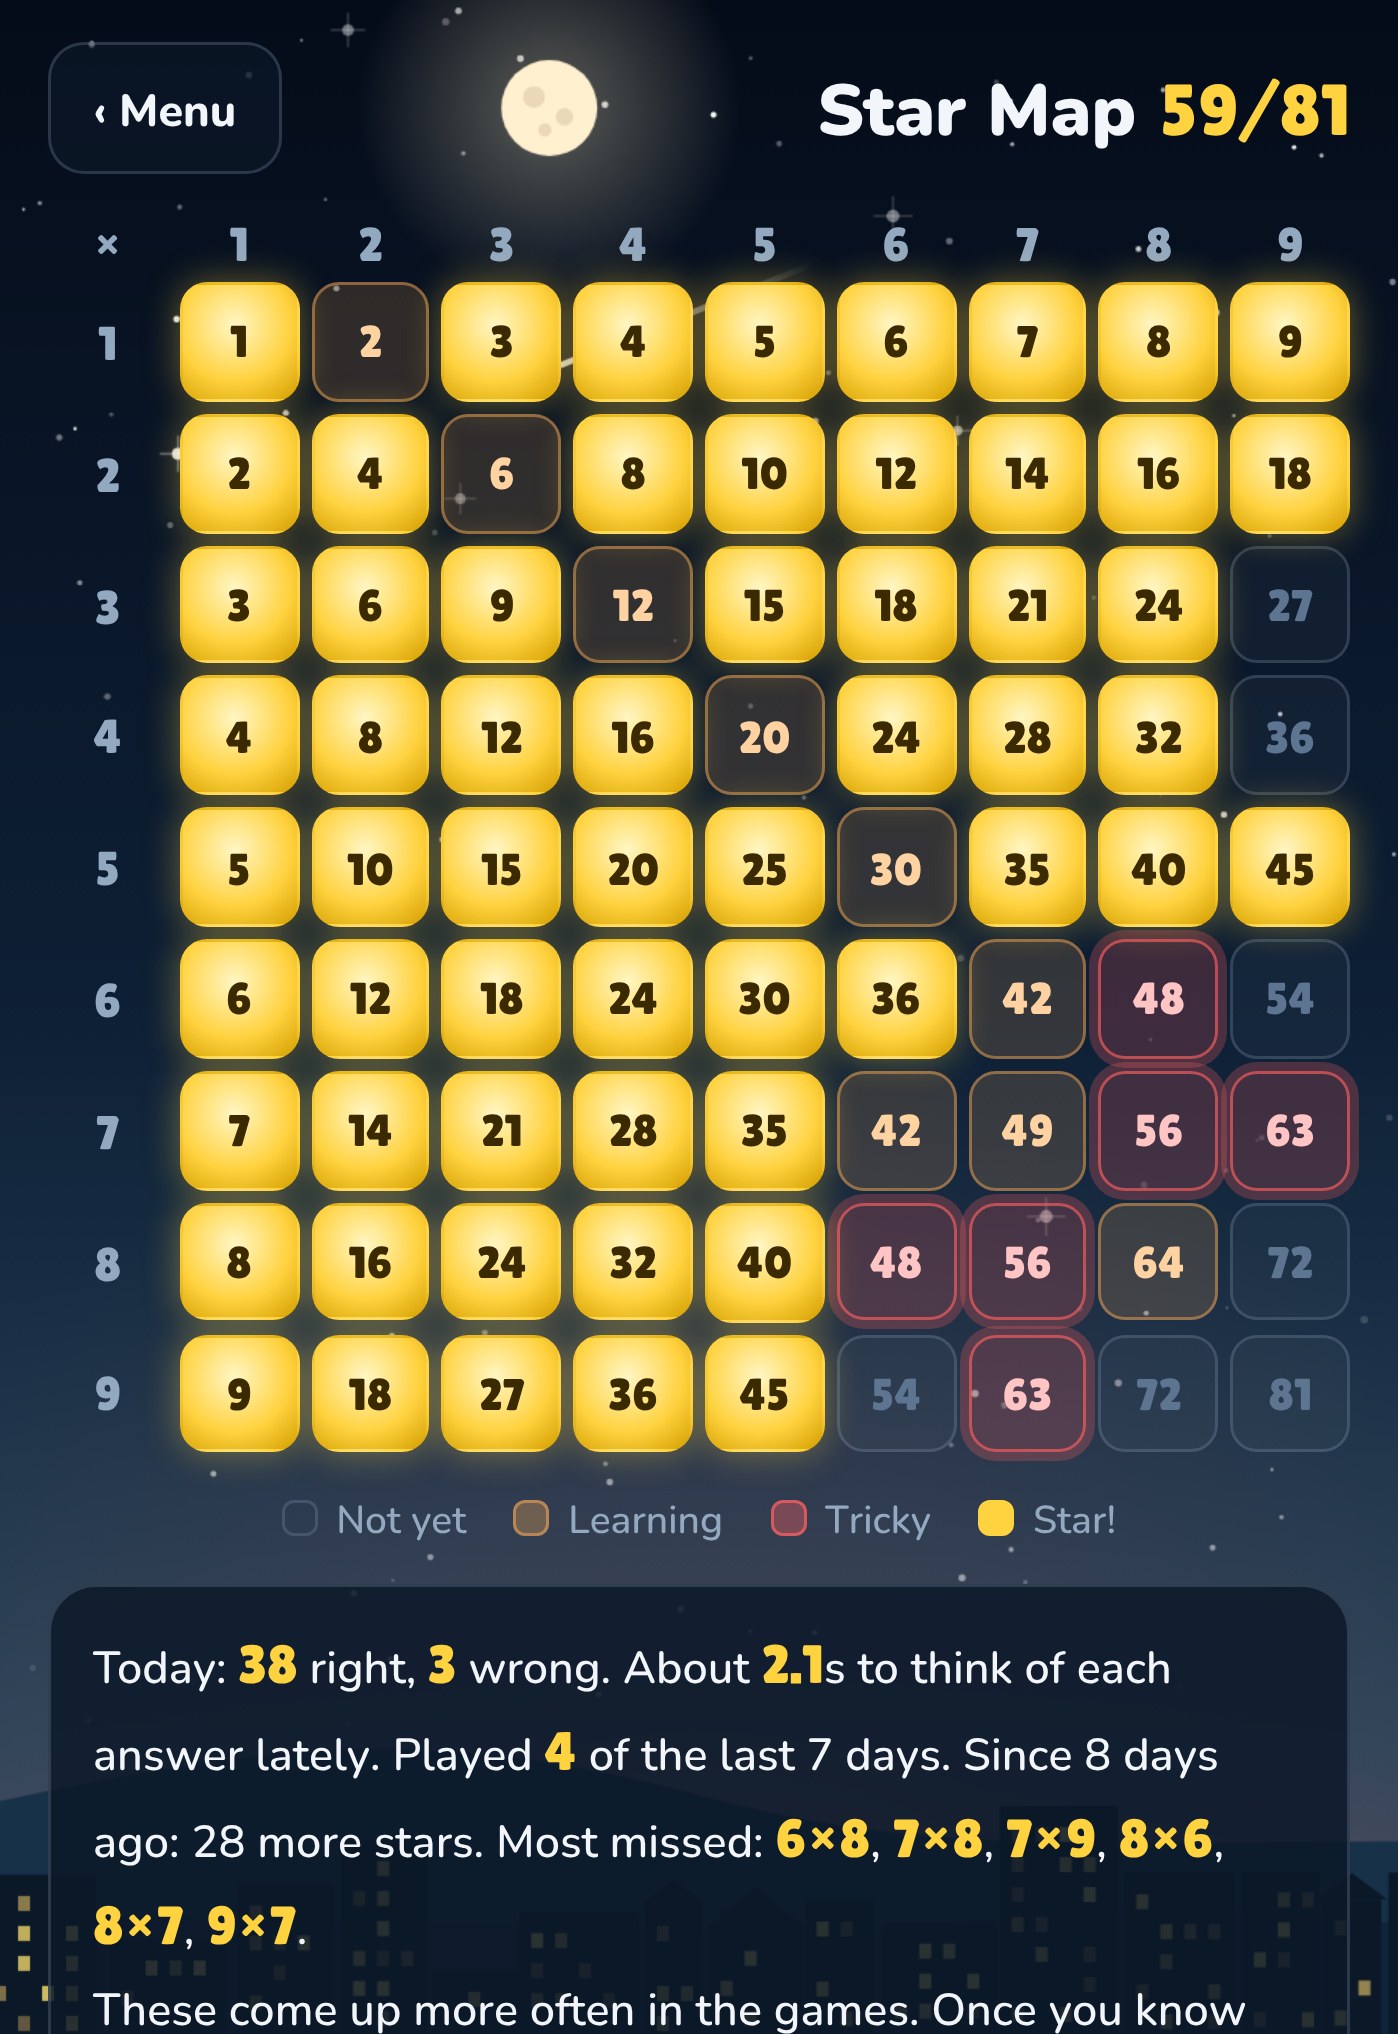 ‹ Menu
Star Map 59/81
× 1 2 3 4 5 6 7 8 9
1 1 2 3 4 5 6 7 8 9
2 2 4 6 8 10 12 14 16 18
3 3 6 9 12 15 18 21 24 27
4 4 8 12 16 20 24 28 32 36
5 5 10 15 20 25 30 35 40 45
6 6 12 18 24 30 36 42 48 54
7 7 14 21 28 35 42 49 56 63
8 8 16 24 32 40 48 56 64 72
9 9 18 27 36 45 54 63 72 81
Not yet Learning Tricky Star!
Today: 38 right, 3 wrong. About 2.1s to think of each
answer lately. Played 4 of the last 7 days. Since 8 days
ago: 28 more stars. Most missed: 6×8, 7×8, 7×9, 8×6,
8×7, 9×7.
These come up more often in the games. Once you know